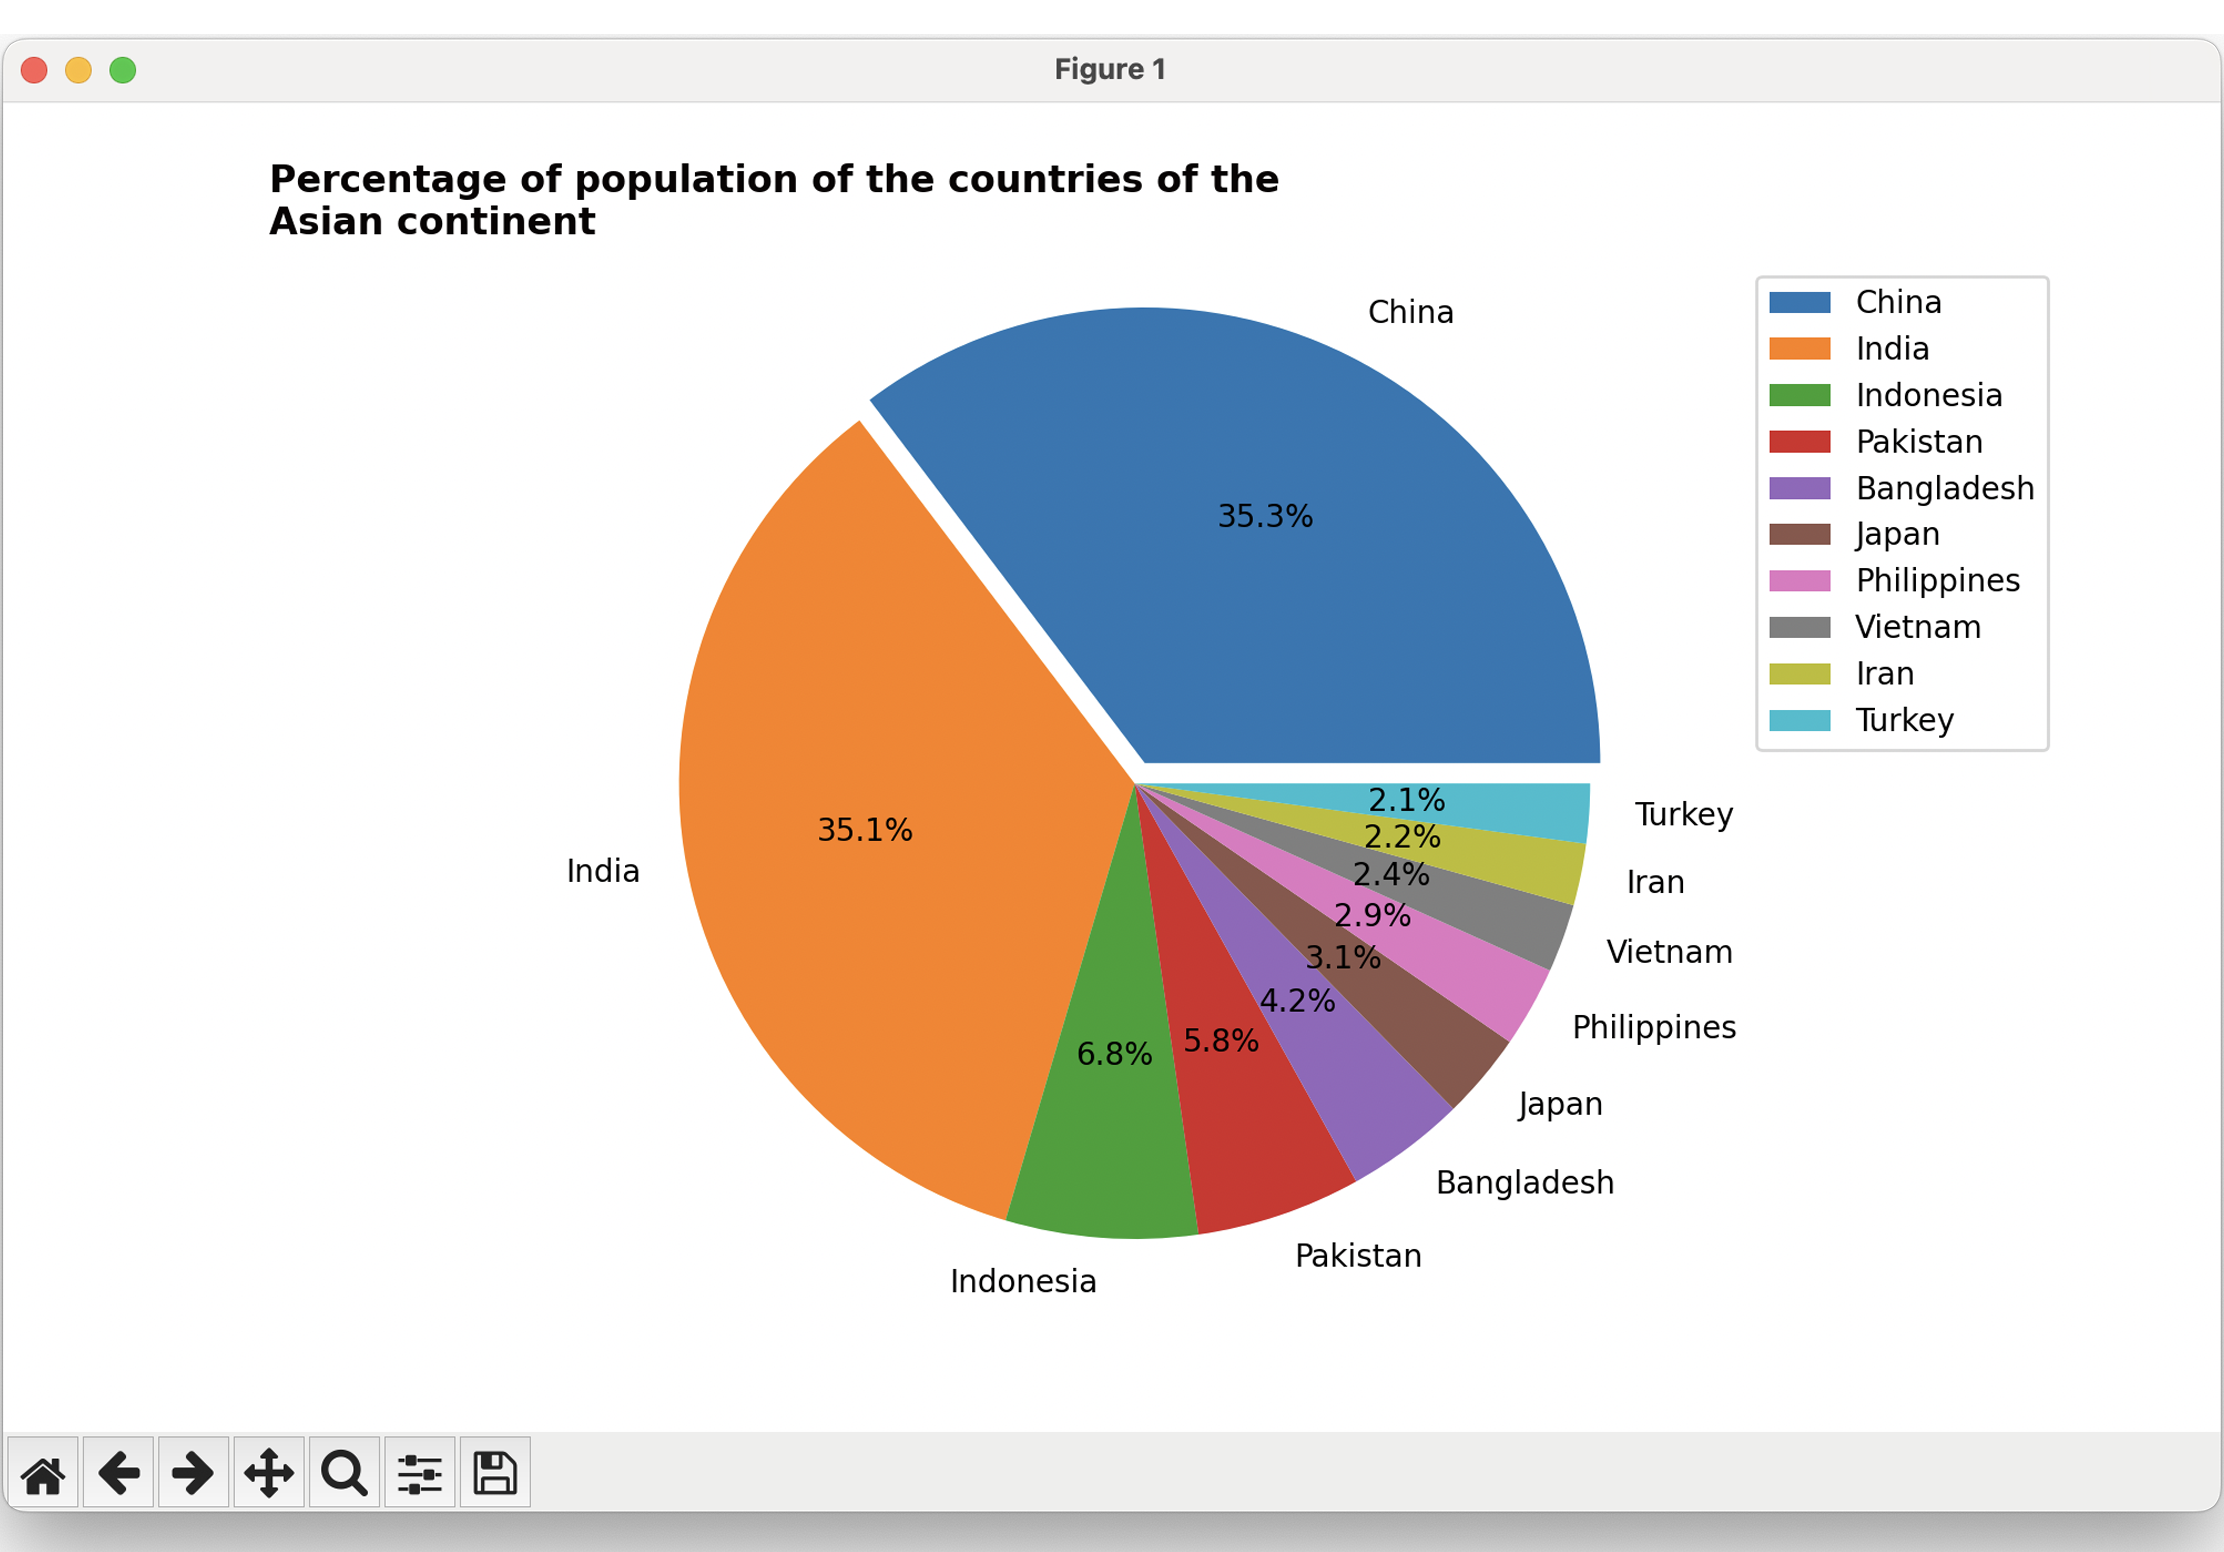 Figure 1
Percentage of population of the countries of the
Asian continent
China
35.3%
India
35.1%
Indonesia
6.8%
Pakistan
5.8%
Bangladesh
4.2%
Japan
3.1%
Philippines
2.9%
Vietnam
2.4%
Iran
2.2%
Turkey
2.1%
China
India
Indonesia
Pakistan
Bangladesh
Japan
Philippines
Vietnam
Iran
Turkey